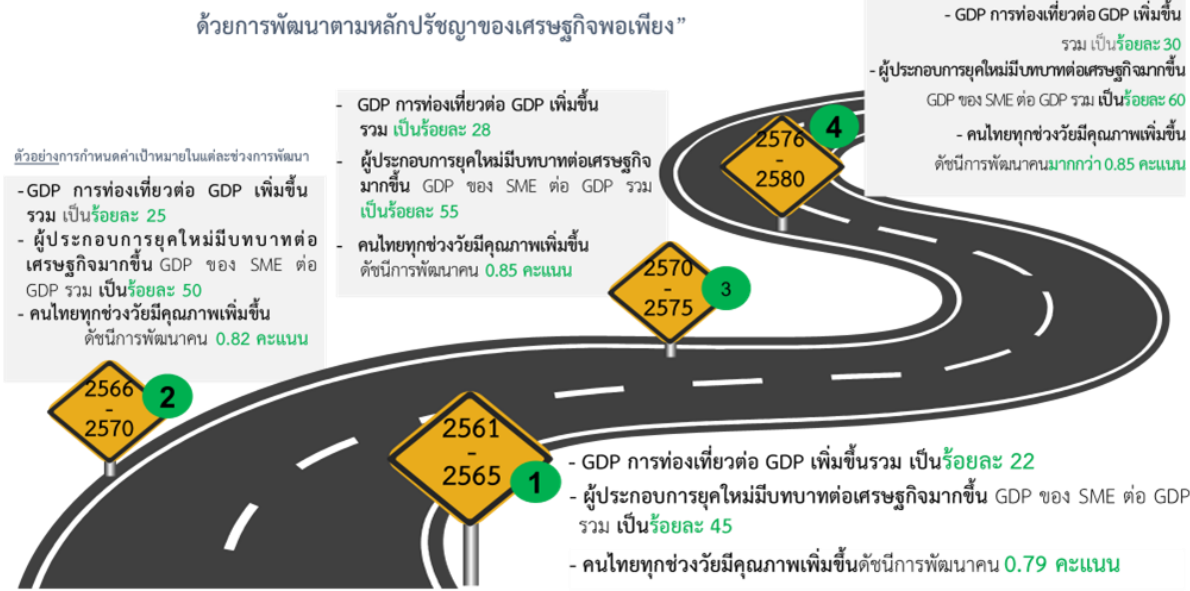 ด้วยการพัฒนาตามหลักปรัชญาของเศรษฐกิจพอเพียง”
- GDP การท่องเที่ยวต่อ GDP เพิ่มขึ้น
รวม เป็นร้อยละ 30
- ผู้ประกอบการยุคใหม่มีบทบาทต่อเศรษฐกิจมากขึ้น
GDP ของ SME ต่อ GDP รวม เป็นร้อยละ 60
- คนไทยทุกช่วงวัยมีคุณภาพเพิ่มขึ้น
ดัชนีการพัฒนาคนมากกว่า 0.85 คะแนน
2576
-
2580
4
- GDP การท่องเที่ยวต่อ GDP เพิ่มขึ้น
รวม เป็นร้อยละ 28
- ผู้ประกอบการยุคใหม่มีบทบาทต่อเศรษฐกิจ
มากขึ้น GDP ของ SME ต่อ GDP รวม
เป็นร้อยละ 55
- คนไทยทุกช่วงวัยมีคุณภาพเพิ่มขึ้น
ดัชนีการพัฒนาคน 0.85 คะแนน
2570
-
2575
3
ตัวอย่างการกำหนดค่าเป้าหมายในแต่ละช่วงการพัฒนา
- GDP การท่องเที่ยวต่อ GDP เพิ่มขึ้น
รวม เป็นร้อยละ 25
- ผู้ประกอบการยุคใหม่มีบทบาทต่อ
เศรษฐกิจมากขึ้น GDP ของ SME ต่อ
GDP รวม เป็นร้อยละ 50
- คนไทยทุกช่วงวัยมีคุณภาพเพิ่มขึ้น
ดัชนีการพัฒนาคน 0.82 คะแนน
2566
-
2570
2
2561
-
2565
1
- GDP การท่องเที่ยวต่อ GDP เพิ่มขึ้นรวม เป็นร้อยละ 22
- ผู้ประกอบการยุคใหม่มีบทบาทต่อเศรษฐกิจมากขึ้น GDP ของ SME ต่อ GDP
รวม เป็นร้อยละ 45
- คนไทยทุกช่วงวัยมีคุณภาพเพิ่มขึ้นดัชนีการพัฒนาคน 0.79 คะแนน